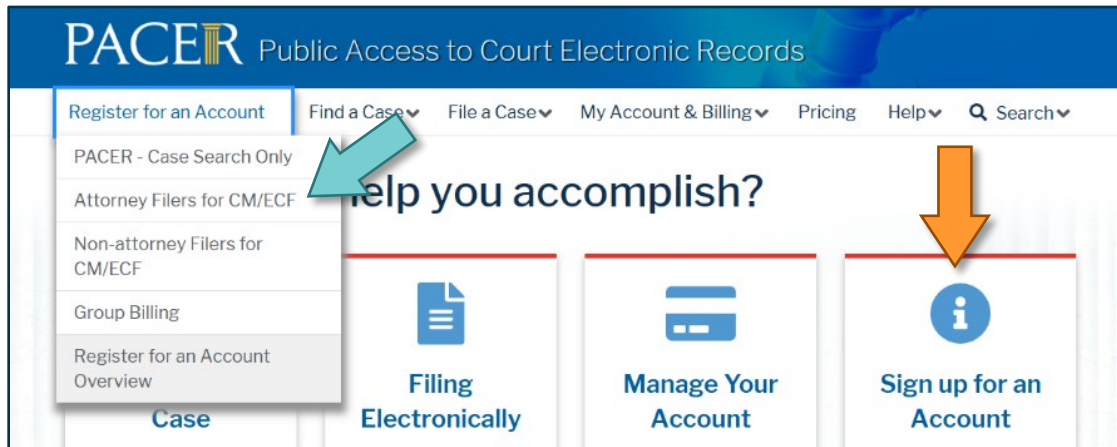 PACER Public Access to Court Electronic Records
Register for an Account Find a Case File a Case My Account & Billing Pricing Help Search
PACER - Case Search Only
Attorney Filers for CM/ECF
Non-attorney Filers for
CM/ECF
Group Billing
Register for an Account
Overview
elp you accomplish?
Case
Filing
Electronically
Manage Your
Account
Sign up for an
Account